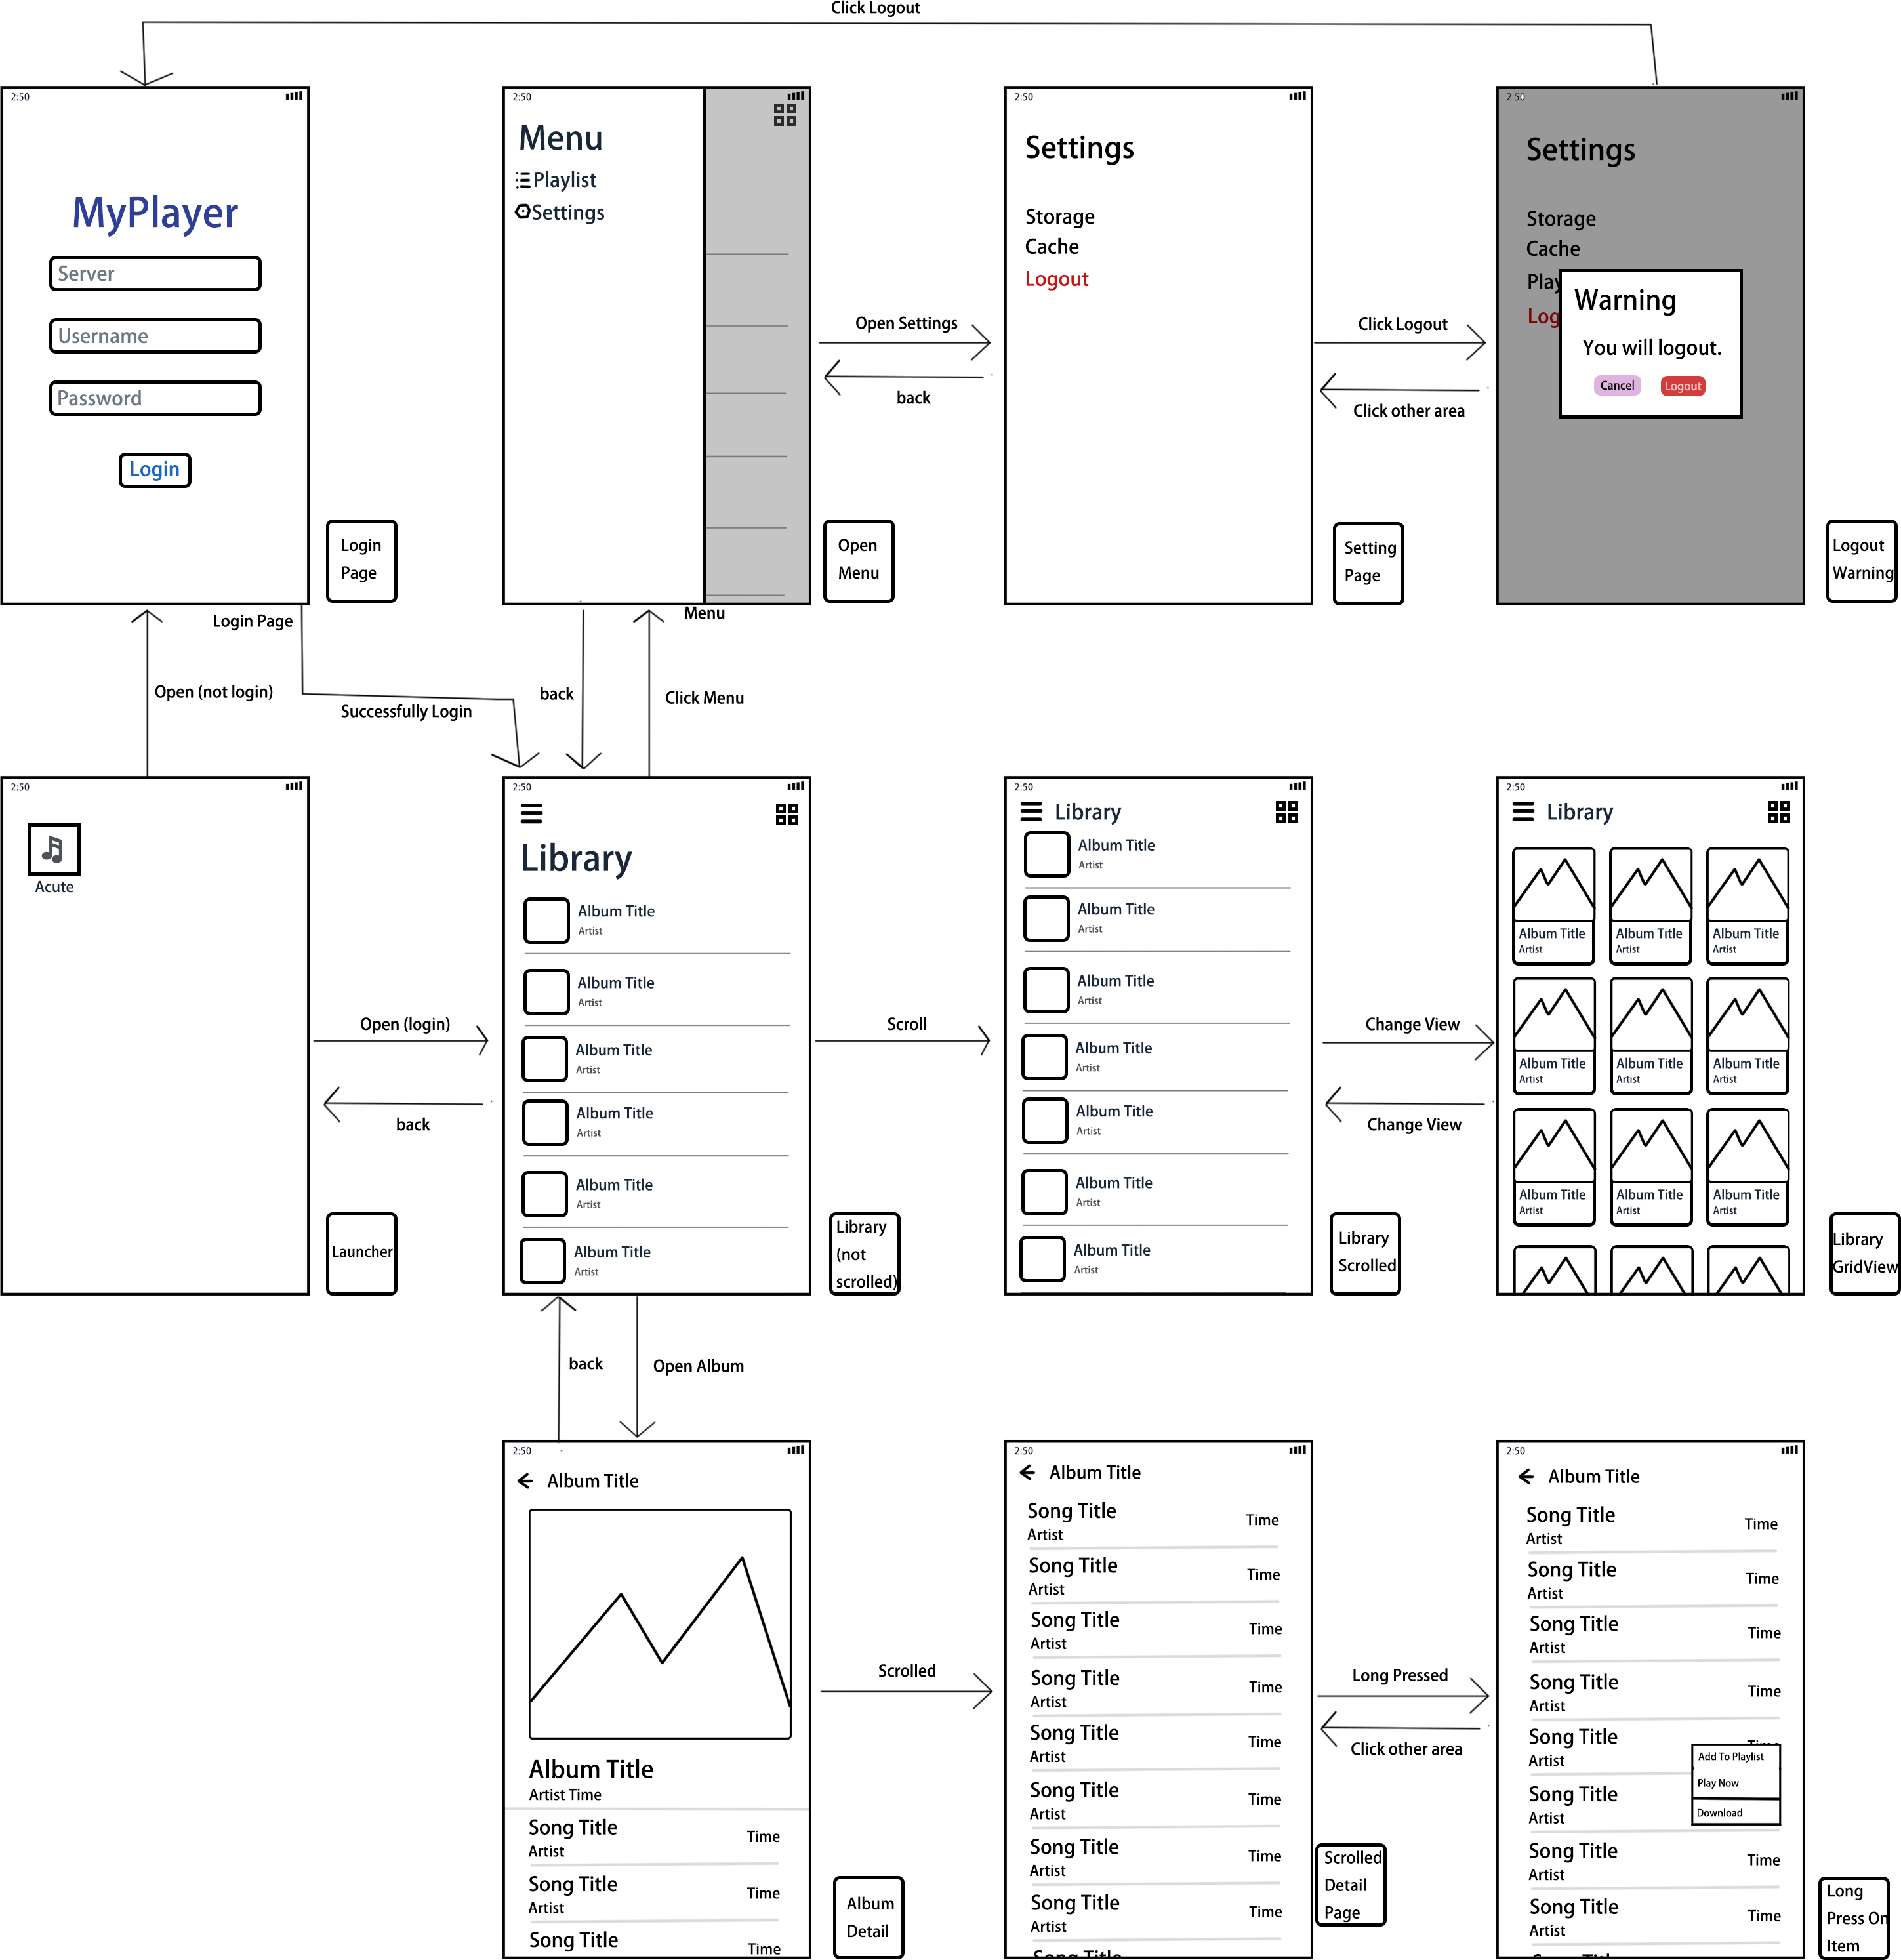 Click Logout
2:50
MyPlayer
Server
Username
Password
Login
Login
Page
2:50
Menu
Playlist
Settings
Open
Menu
Open Settings
back
2:50
Settings
Storage
Cache
Logout
Setting
Page
Click Logout
Click other area
2:50
Settings
Storage
Cache
Play
Log
Warning
You will logout.
Cancel
Logout
Logout
Warning
Login Page
Menu
Open (not login)
Successfully Login
back
Click Menu
2:50
Acute
Launcher
Open (login)
back
2:50
Library
Album Title
Artist
Album Title
Artist
Album Title
Artist
Album Title
Artist
Album Title
Artist
Album Title
Artist
Library
(not
scrolled)
Scroll
2:50
Library
Album Title
Artist
Album Title
Artist
Album Title
Artist
Album Title
Artist
Album Title
Artist
Album Title
Artist
Album Title
Artist
Library
Scrolled
Change View
Change View
2:50
Library
Album Title Album Title Album Title
Artist Artist Artist
Album Title Album Title Album Title
Artist Artist Artist
Album Title Album Title Album Title
Artist Artist Artist
Library
GridView
back
Open Album
2:50
Album Title
Album Title
Artist Time
Song Title
Artist
Time
Song Title
Artist
Time
Song Title
Time
Album
Detail
Scrolled
2:50
Album Title
Song Title
Artist
Time
Song Title
Artist
Time
Song Title
Artist
Time
Song Title
Artist
Time
Song Title
Artist
Time
Song Title
Artist
Time
Song Title
Artist
Time
Song Title
Artist
Time
Song Title
Scrolled
Detail
Page
Long Pressed
Click other area
2:50
Album Title
Song Title
Artist
Time
Song Title
Artist
Time
Song Title
Artist
Time
Song Title
Artist
Time
Song Title
Artist
Time
Add To Playlist
Play Now
Download
Song Title
Artist
Song Title
Artist
Time
Song Title
Artist
Time
Long
Press On
Item